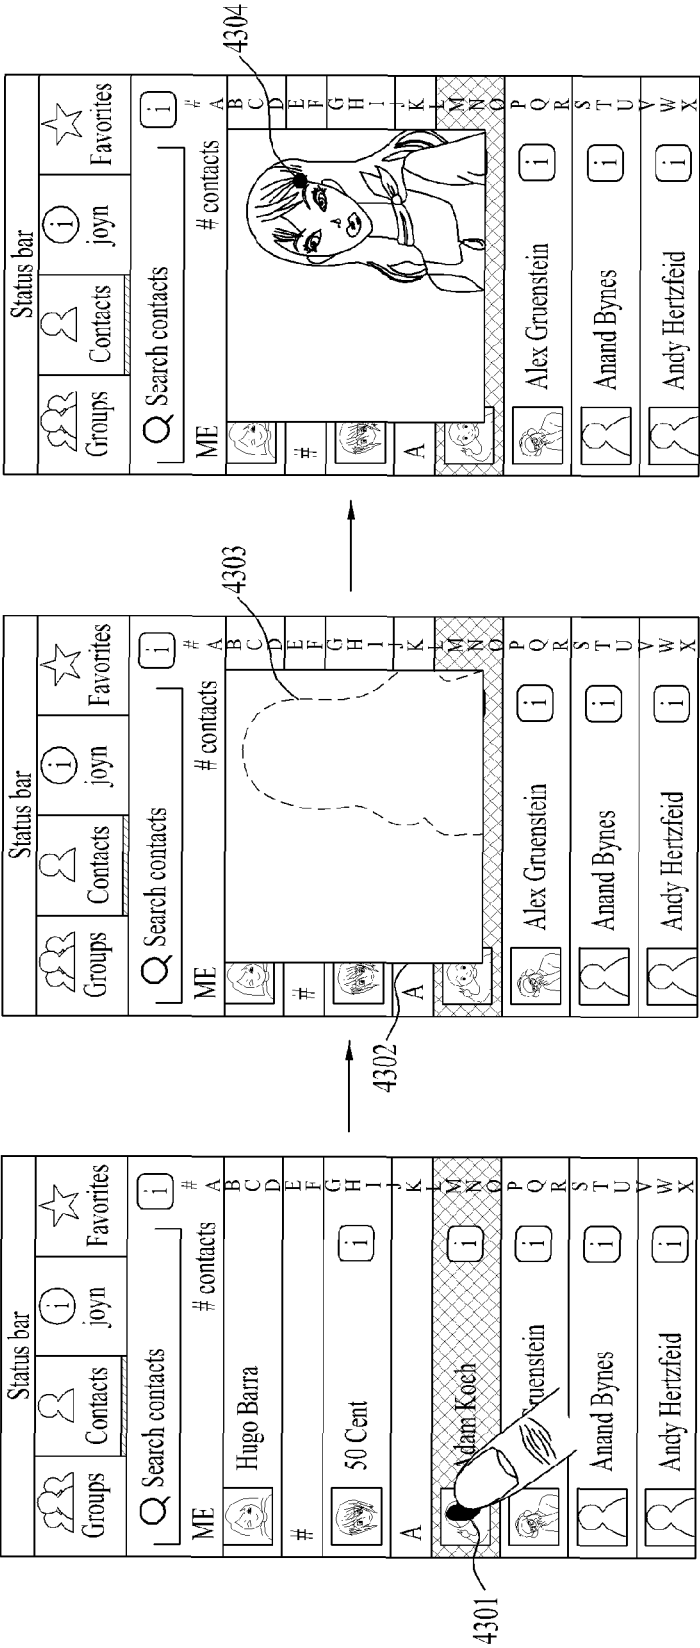 Status bar
Groups Contacts i joyn Favorites
Search contacts i
ME # contacts
Hugo Barra
#
50 Cent i
A
Adam Koch i
ruenstein i
Anand Bynes i
Andy Hertzfeid i
#
A
B
C
D
E
F
G
H
I
J
K
L
M
N
O
P
Q
R
S
T
U
V
W
X
4301
Status bar
Groups Contacts i joyn Favorites
Search contacts i
ME # contacts
#
A
Alex Gruenstein i
Anand Bynes i
Andy Hertzfeid i
#
A
B
C
D
E
F
G
H
I
J
K
L
M
N
O
P
Q
R
S
T
U
V
W
X
4302
4303
Status bar
Groups Contacts i joyn Favorites
Search contacts i
ME # contacts
#
A
Alex Gruenstein i
Anand Bynes i
Andy Hertzfeid i
#
A
B
C
D
E
F
G
H
I
J
K
L
M
N
O
P
Q
R
S
T
U
V
W
X
4304